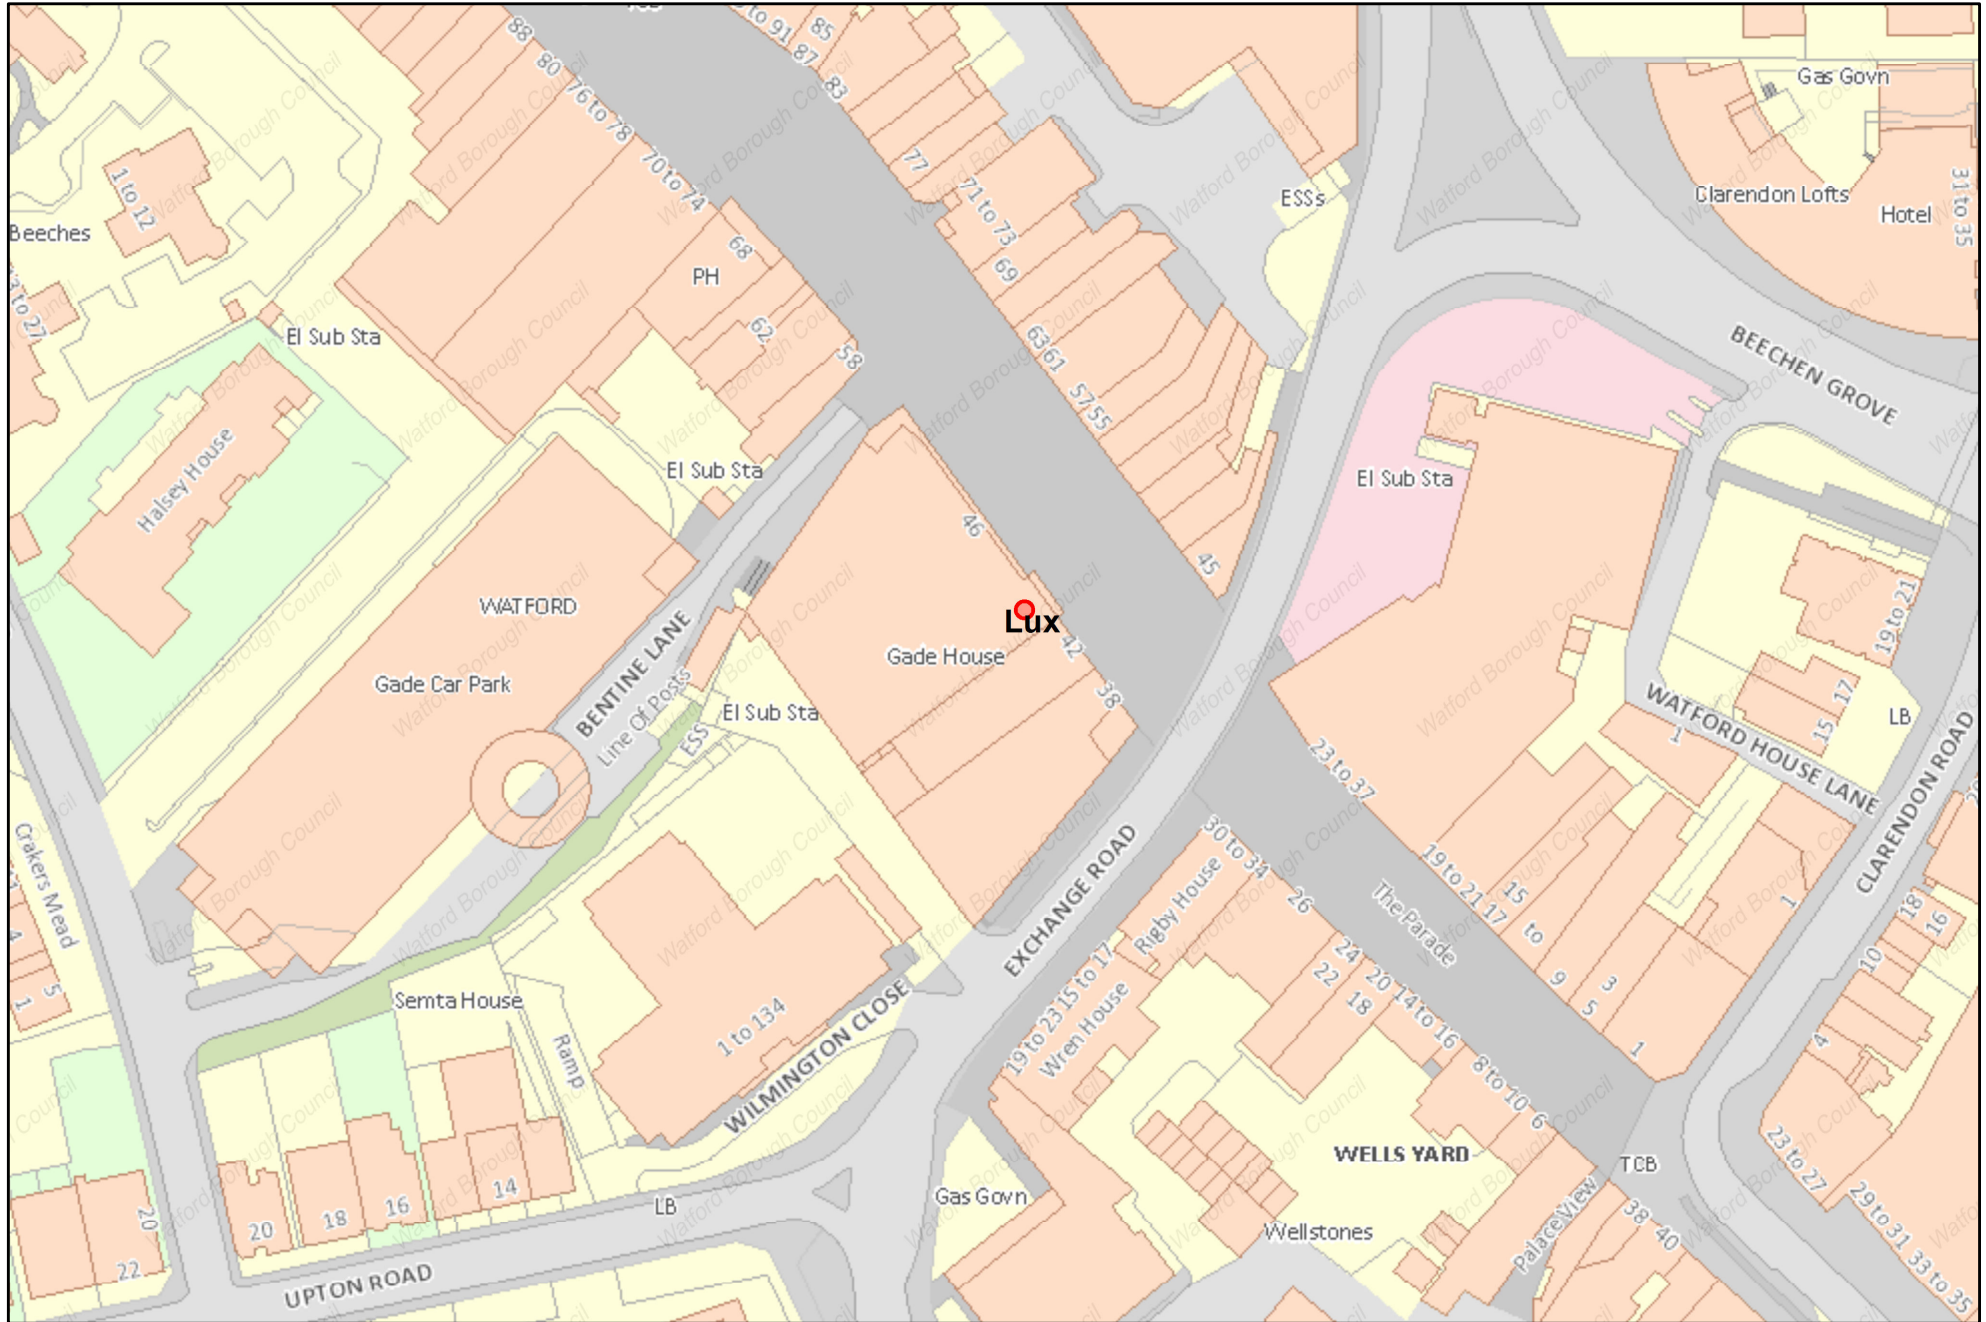 88
80
76 to 78
70 to 74
to 91
87
85
83
77
71 to 73
69
63 61
57 55
45
ESSs
Gas Govn
Clarendon Lofts
Hotel
31 to 35
1 to 12
Beeches
to 27
El Sub Sta
PH
68
62
58
BEECHEN GROVE
El Sub Sta
El Sub Sta
Halsey House
46
WATFORD
Gade Car Park
BENTINE LANE
Line Of Posts
Lux
Gade House
42
38
El Sub Sta
ESS
19 to 21
17
15
LB
WATFORD HOUSE LANE
1
CLARENDON ROAD
23 to 37
Crakers Mead
EXCHANGE ROAD
30 to 34
Rigby House
26
The Parade
19 to 21
17
15
to
9
3
5
1
1
18
16
10
4
4
5
1
Semta House
Ramp
1 to 134
WILMINGTON CLOSE
15 to 17
19 to 23
Wren House
24
22
18
20
14 to 16
8 to 10
6
WELLS YARD
TCB
23 to 27
29 to 31
33 to 35
20
22
20
18
16
14
LB
UPTON ROAD
Gas Govn
Wellstones
Palace View
38
40
Watford Borough Council